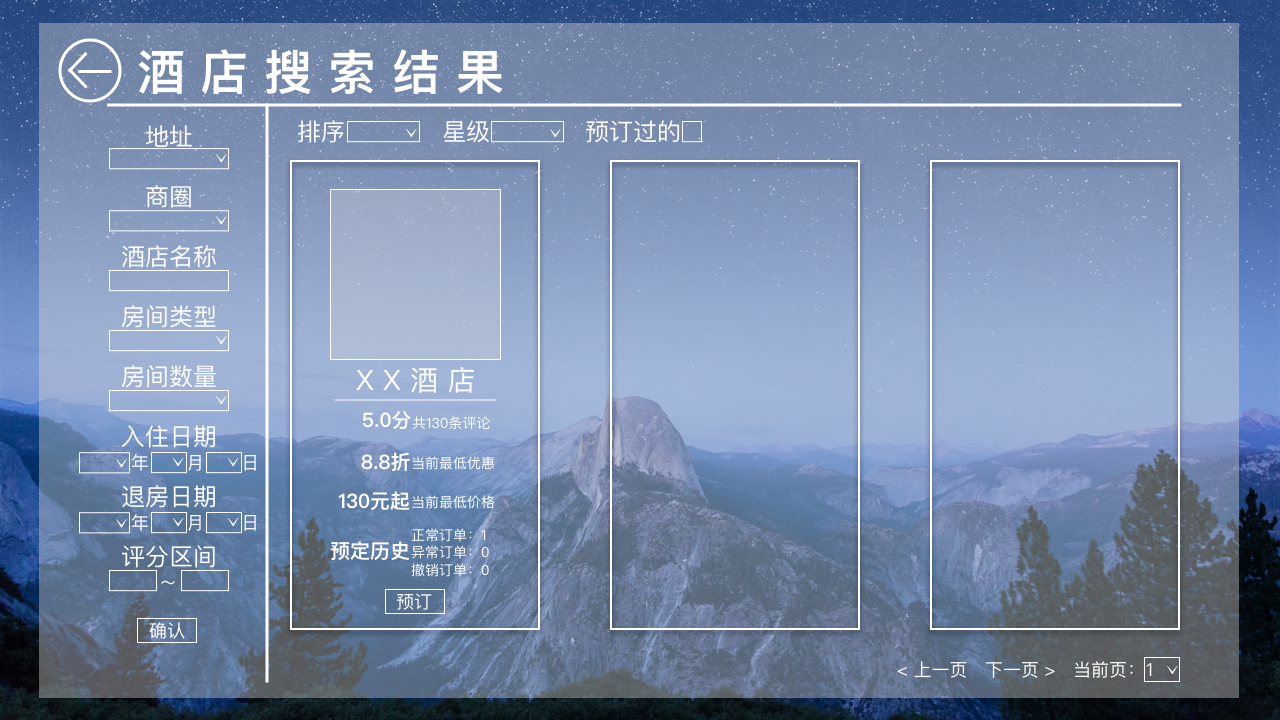 酒店搜索结果
地址
商圈
酒店名称
房间类型
房间数量
入住日期
年 月 日
退房日期
年 月 日
评分区间
～
确认
排序 星级 预订过的
XX酒店
5.0分 共130条评论
8.8折 当前最低优惠
130元起 当前最低价格
预定历史
正常订单：1
异常订单：0
撤销订单：0
预订
< 上一页 下一页 > 当前页：1